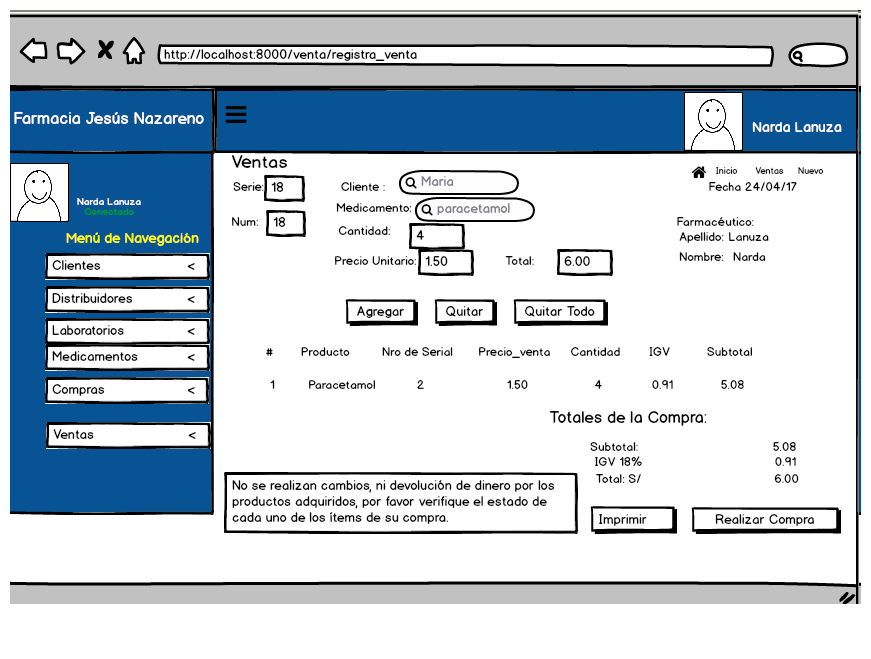 http://localhost:8000/venta/registra_venta
Farmacia Jesús Nazareno
Narda Lanuza
Narda Lanuza
Conectado
Menú de Navegación
Clientes <
Distribuidores <
Laboratorios <
Medicamentos <
Compras <
Ventas <
Ventas
Inicio Ventas Nuevo
Fecha 24/04/17
Serie: 18
Cliente : Maria
Num: 18
Medicamento: paracetamol
Cantidad: 4
Precio Unitario: 1.50 Total: 6.00
Farmacéutico:
Apellido: Lanuza
Nombre: Narda
Agregar Quitar Quitar Todo
# Producto Nro de Serial Precio_venta Cantidad IGV Subtotal
1 Paracetamol 2 1.50 4 0.91 5.08
Totales de la Compra:
Subtotal: 5.08
IGV 18% 0.91
Total: S/ 6.00
No se realizan cambios, ni devolución de dinero por los
productos adquiridos, por favor verifique el estado de
cada uno de los ítems de su compra.
Imprimir Realizar Compra